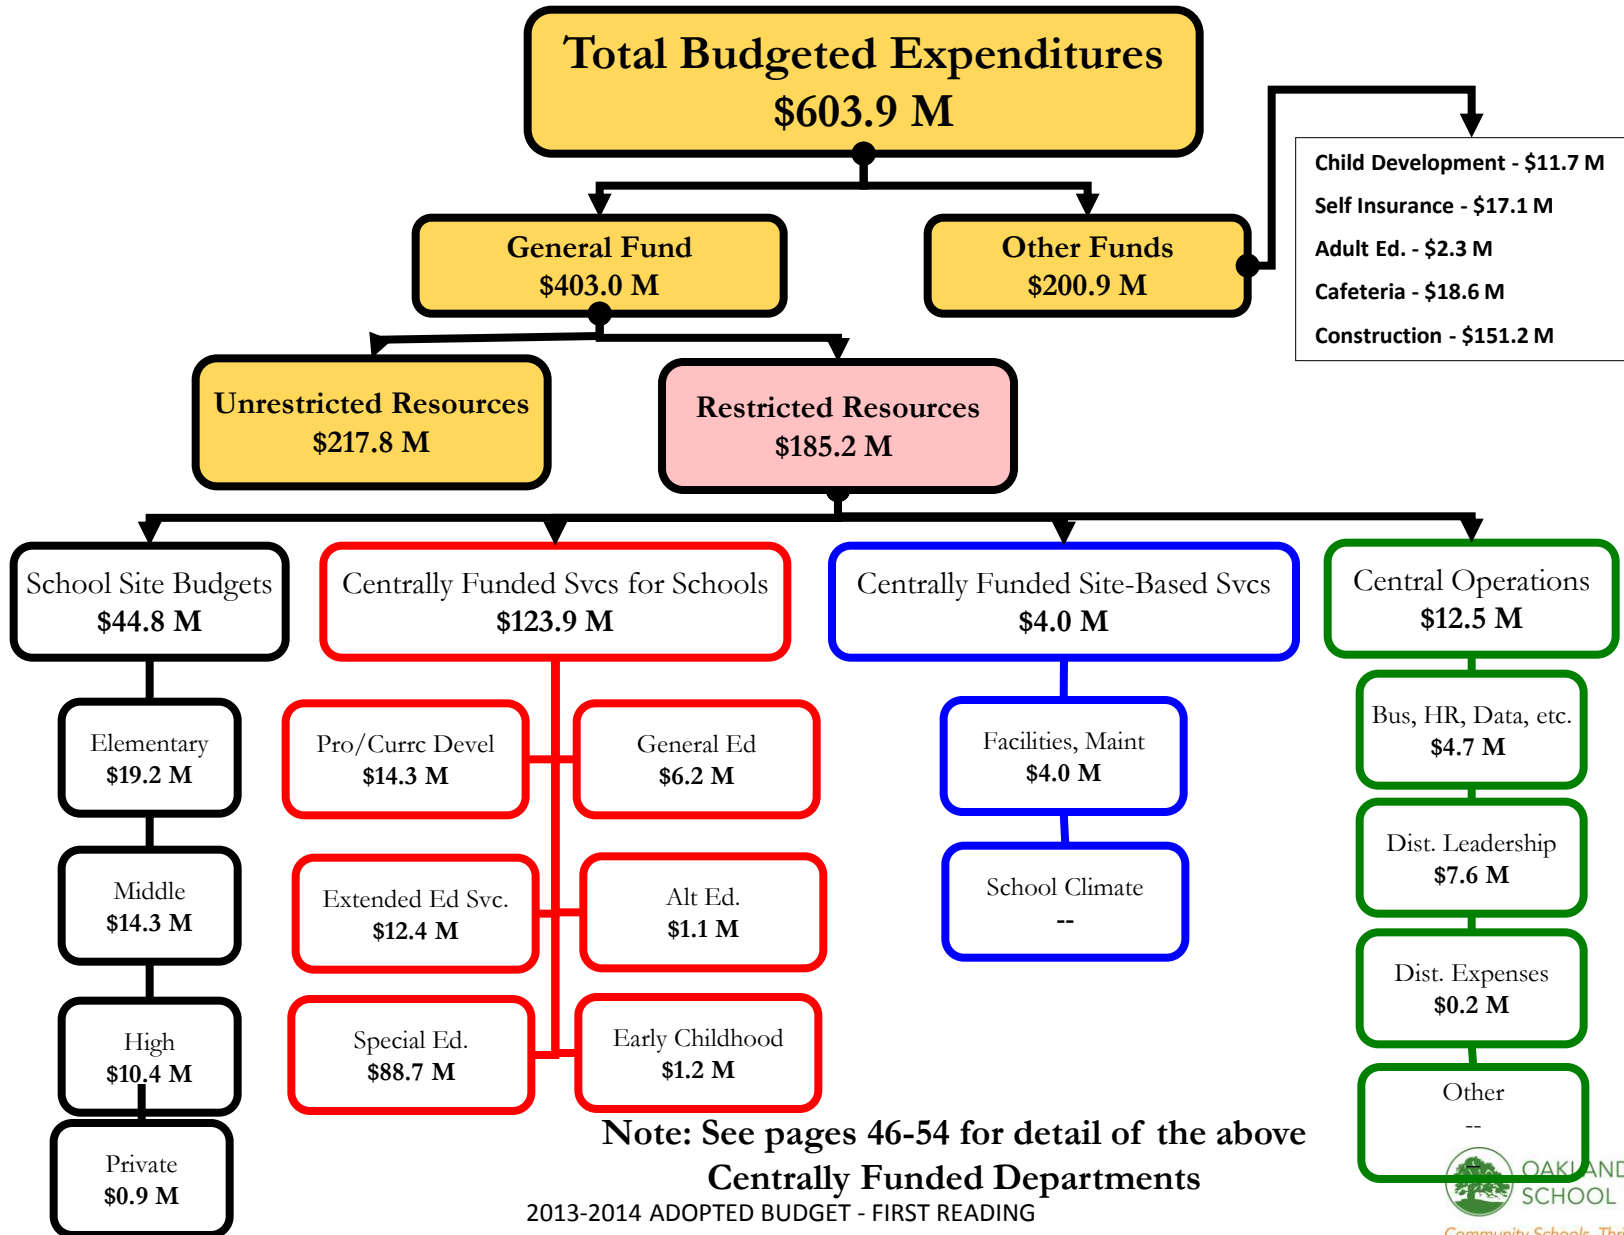 Total Budgeted Expenditures
$603.9 M
Child Development - $11.7 M
Self Insurance - $17.1 M
Adult Ed. - $2.3 M
Cafeteria - $18.6 M
Construction - $151.2 M
General Fund
$403.0 M
Other Funds
$200.9 M
Unrestricted Resources
$217.8 M
Restricted Resources
$185.2 M
School Site Budgets
$44.8 M
Centrally Funded Svcs for Schools
$123.9 M
Centrally Funded Site-Based Svcs
$4.0 M
Central Operations
$12.5 M
Elementary
$19.2 M
Middle
$14.3 M
High
$10.4 M
Private
$0.9 M
Pro/Currc Devel
$14.3 M
General Ed
$6.2 M
Extended Ed Svc.
$12.4 M
Alt Ed.
$1.1 M
Special Ed.
$88.7 M
Early Childhood
$1.2 M
Facilities, Maint
$4.0 M
School Climate
--
Bus, HR, Data, etc.
$4.7 M
Dist. Leadership
$7.6 M
Dist. Expenses
$0.2 M
Other
--
Note: See pages 46-54 for detail of the above
Centrally Funded Departments
2013-2014 ADOPTED BUDGET - FIRST READING
OAKLAND
SCHOOL
Community Schools, Thri